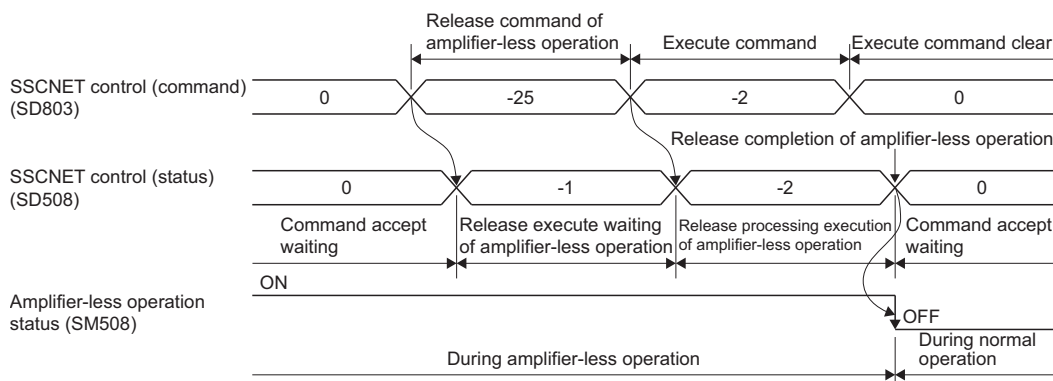 Release command of
amplifier-less operation
Execute command
Execute command clear
SSCNET control (command)
(SD803)
0
-25
-2
0
Release completion of amplifier-less operation
SSCNET control (status)
(SD508)
0
-1
-2
0
Command accept
waiting
Release execute waiting
of amplifier-less operation
Release processing execution
of amplifier-less operation
Command accept
waiting
ON
Amplifier-less operation
status (SM508)
OFF
During normal
operation
During amplifier-less operation